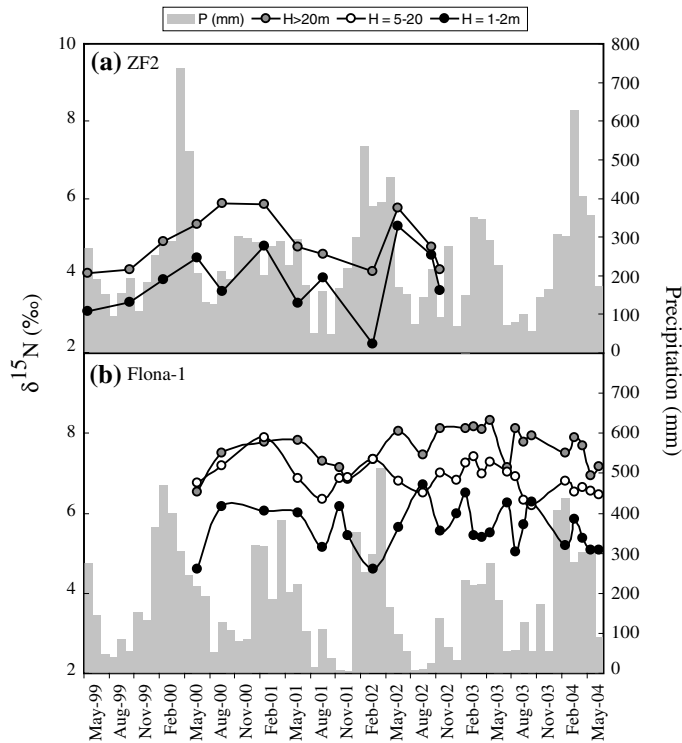 P (mm) H>20m H = 5-20 H = 1-2m
(a) ZF2
10
8
6
4
2
800
700
600
500
400
300
200
100
0
δ15N (‰)
Precipitation (mm)
(b) Flona-1
8
6
4
2
700
600
500
400
300
200
100
0
May-99
Aug-99
Nov-99
Feb-00
May-00
Aug-00
Nov-00
Feb-01
May-01
Aug-01
Nov-01
Feb-02
May-02
Aug-02
Nov-02
Feb-03
May-03
Aug-03
Nov-03
Feb-04
May-04